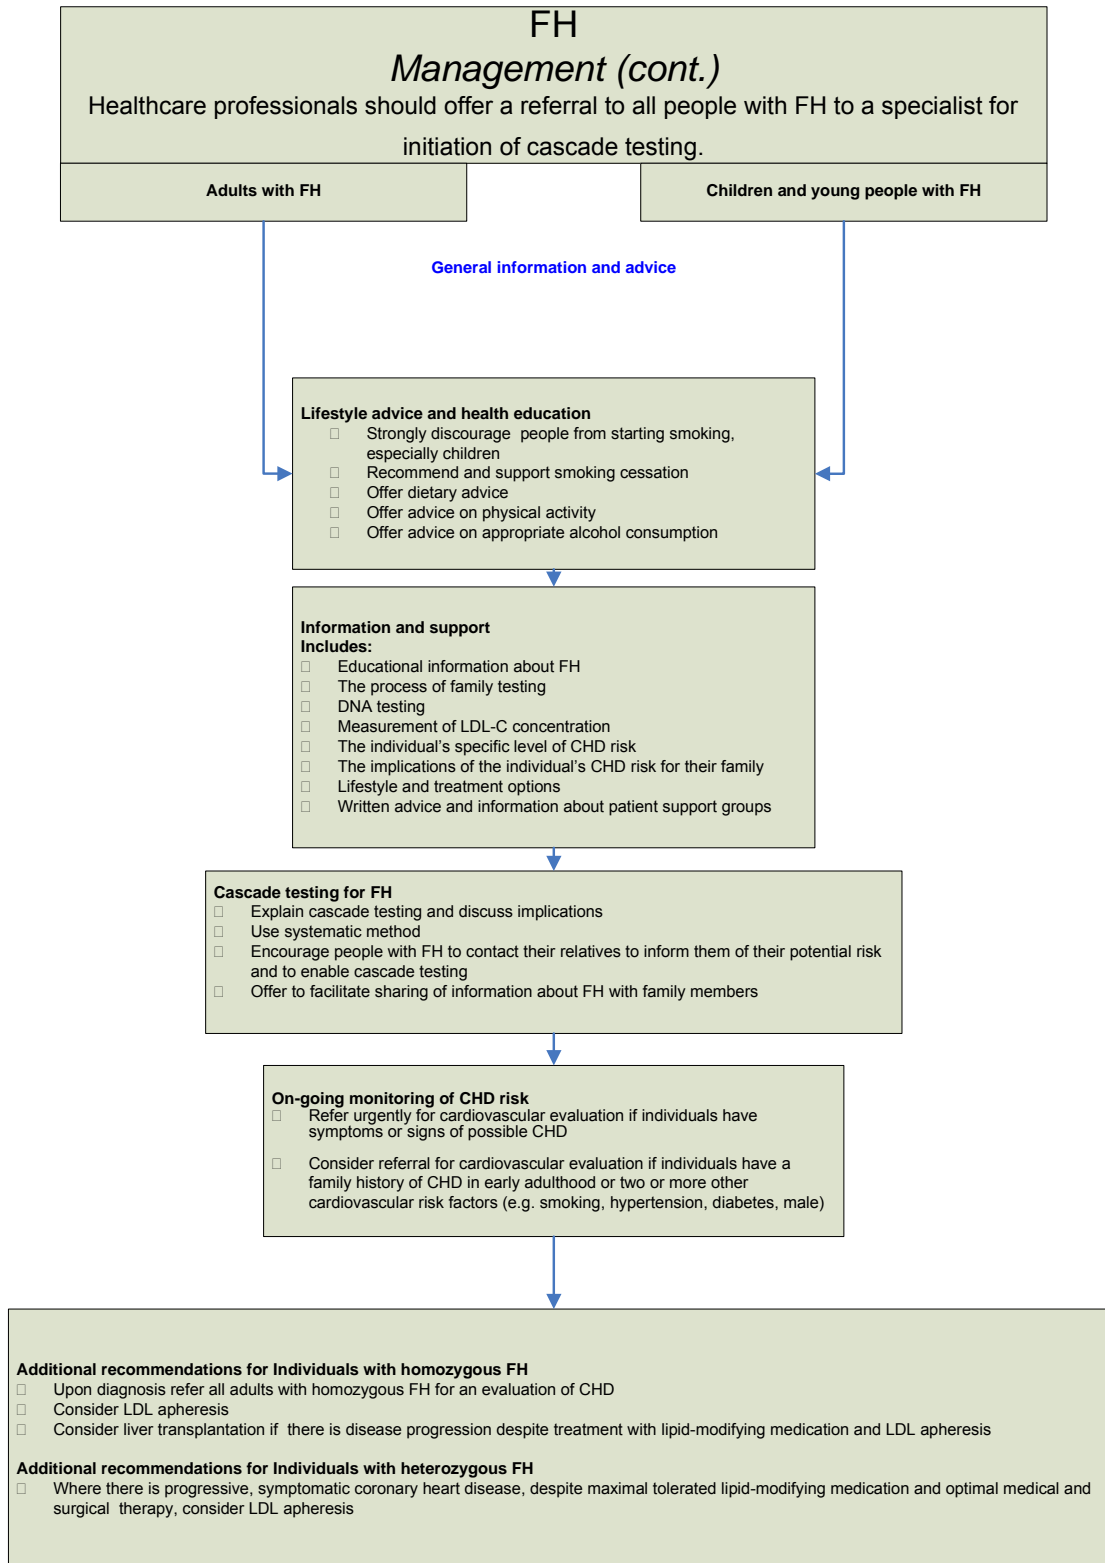 FH
Management (cont.)
Healthcare professionals should offer a referral to all people with FH to a specialist for
initiation of cascade testing.
Adults with FH
Children and young people with FH
General information and advice
Lifestyle advice and health education
Strongly discourage people from starting smoking,
especially children
Recommend and support smoking cessation
Offer dietary advice
Offer advice on physical activity
Offer advice on appropriate alcohol consumption
Information and support
Includes:
Educational information about FH
The process of family testing
DNA testing
Measurement of LDL-C concentration
The individual's specific level of CHD risk
The implications of the individual's CHD risk for their family
Lifestyle and treatment options
Written advice and information about patient support groups
Cascade testing for FH
Explain cascade testing and discuss implications
Use systematic method
Encourage people with FH to contact their relatives to inform them of their potential risk
and to enable cascade testing
Offer to facilitate sharing of information about FH with family members
On-going monitoring of CHD risk
Refer urgently for cardiovascular evaluation if individuals have
symptoms or signs of possible CHD
Consider referral for cardiovascular evaluation if individuals have a
family history of CHD in early adulthood or two or more other
cardiovascular risk factors (e.g. smoking, hypertension, diabetes, male)
Additional recommendations for Individuals with homozygous FH
Upon diagnosis refer all adults with homozygous FH for an evaluation of CHD
Consider LDL apheresis
Consider liver transplantation if there is disease progression despite treatment with lipid-modifying medication and LDL apheresis
Additional recommendations for Individuals with heterozygous FH
Where there is progressive, symptomatic coronary heart disease, despite maximal tolerated lipid-modifying medication and optimal medical and
surgical therapy, consider LDL apheresis